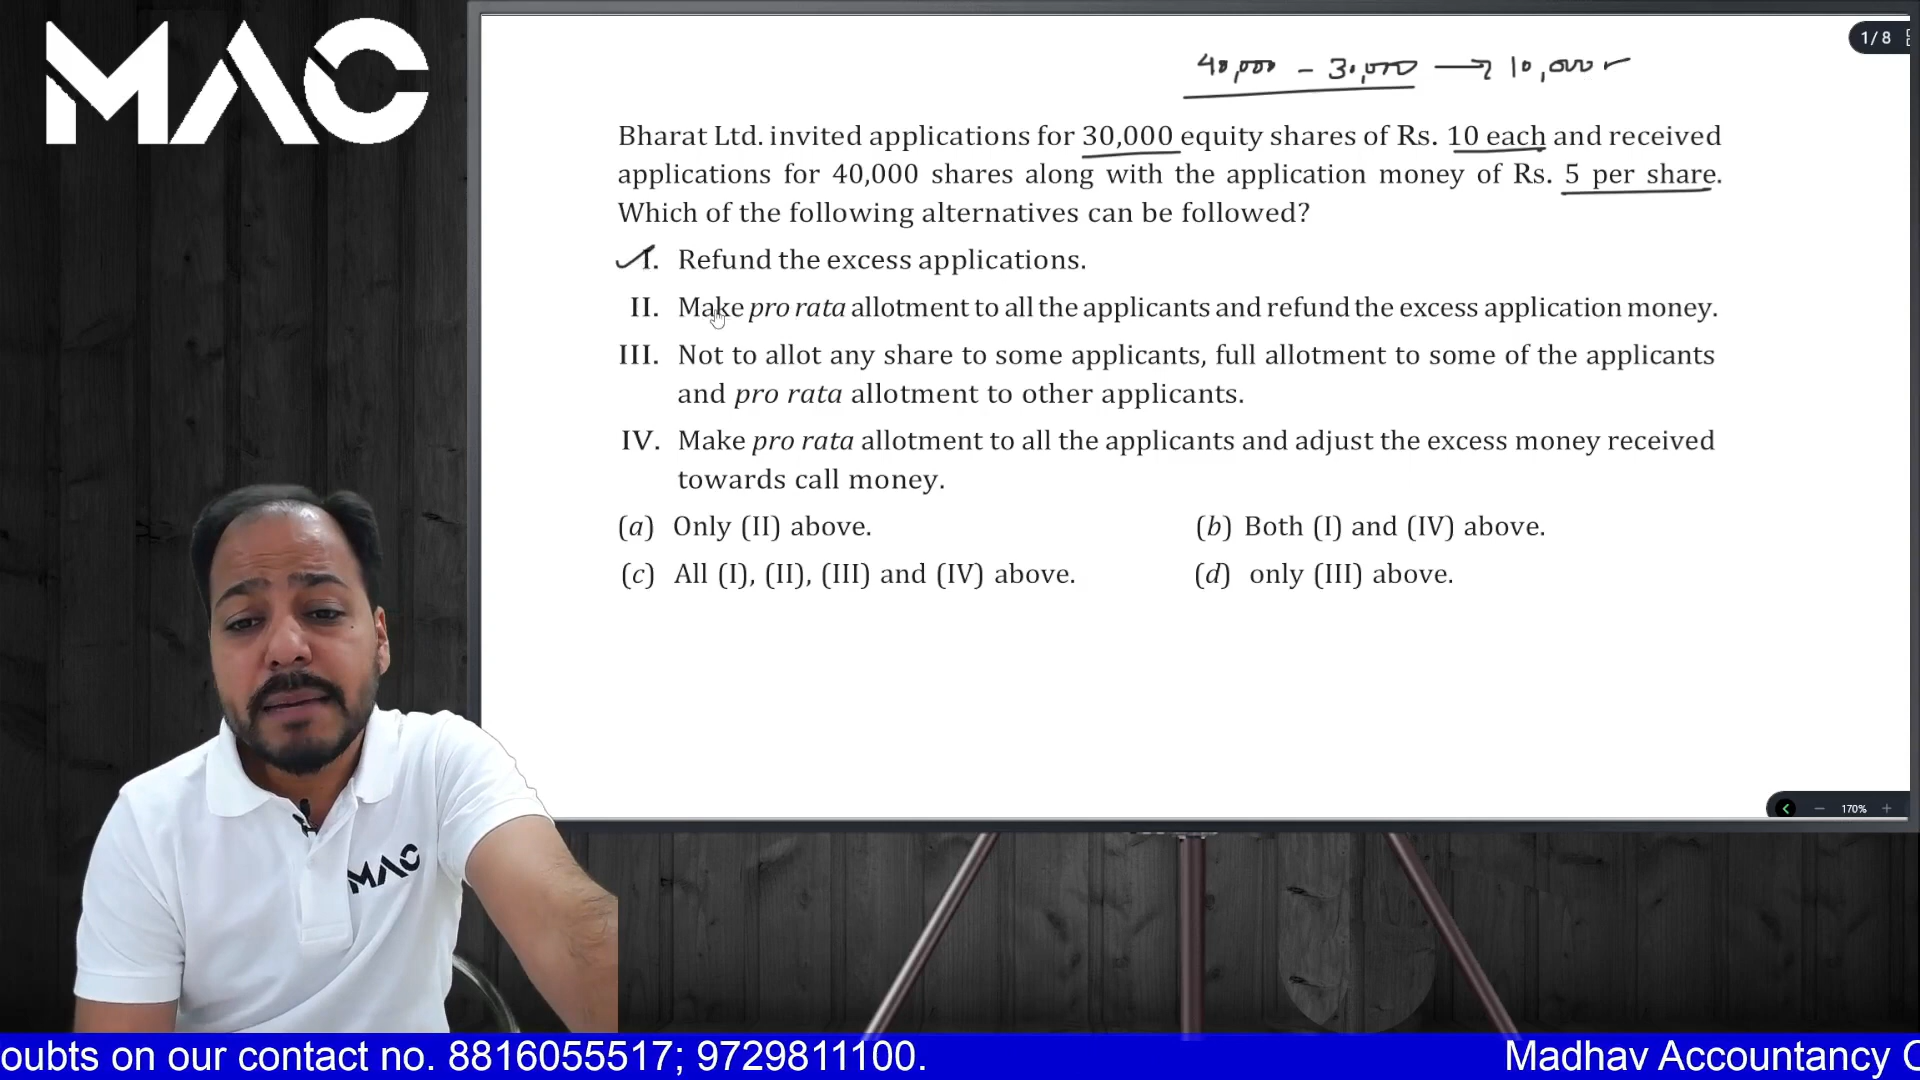 MAC
1/8
40,000 - 30,000 → 10,000
Bharat Ltd. invited applications for 30,000 equity shares of Rs. 10 each and received
applications for 40,000 shares along with the application money of Rs. 5 per share.
Which of the following alternatives can be followed?
I. Refund the excess applications.
II. Make pro rata allotment to all the applicants and refund the excess application money.
III. Not to allot any share to some applicants, full allotment to some of the applicants
and pro rata allotment to other applicants.
IV. Make pro rata allotment to all the applicants and adjust the excess money received
towards call money.
(a) Only (II) above. (b) Both (I) and (IV) above.
(c) All (I), (II), (III) and (IV) above. (d) only (III) above.
170%
MAC
oubts on our contact no. 8816055517; 9729811100. Madhav Accountancy C